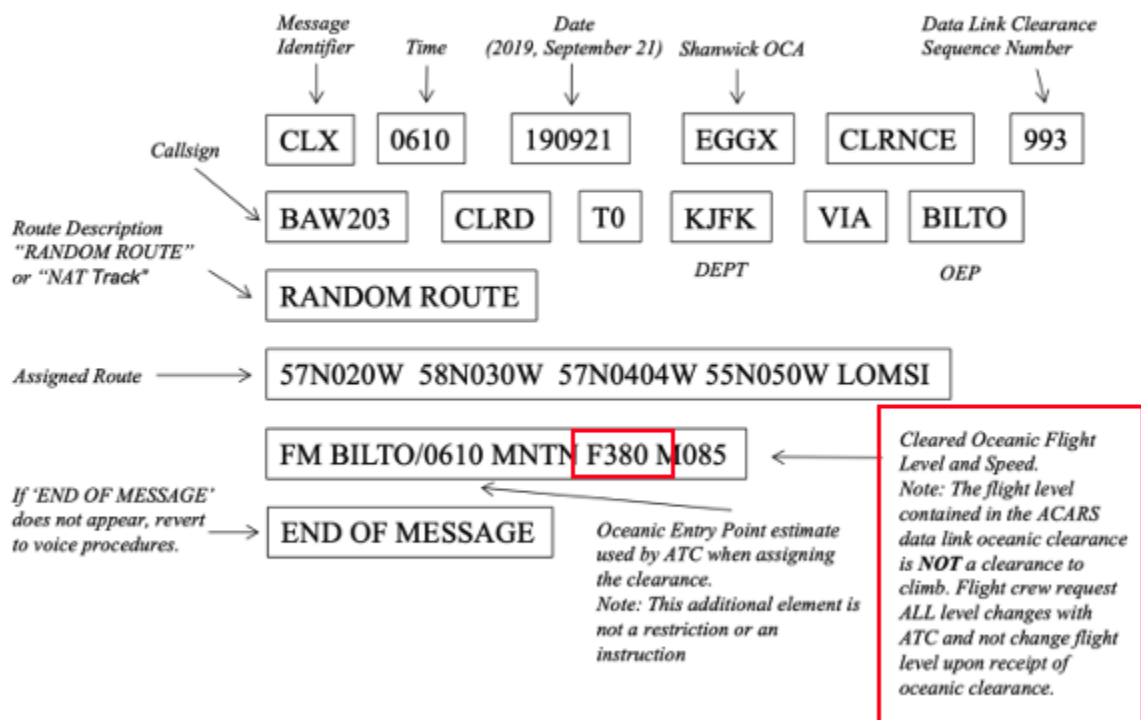 Message
Identifier
Time
Date
(2019, September 21)
Shanwick OCA
Data Link Clearance
Sequence Number
CLX 0610 190921 EGGX CLRNCE 993
Callsign
BAW203 CLRD T0 KJFK VIA BILTO
DEPT OEP
Route Description
"RANDOM ROUTE"
or "NAT Track"
RANDOM ROUTE
Assigned Route
57N020W 58N030W 57N0404W 55N050W LOMSI
FM BILTO/0610 MNTN F380 M085
Cleared Oceanic Flight
Level and Speed.
Note: The flight level
contained in the ACARS
data link oceanic clearance
is NOT a clearance to
climb. Flight crew request
ALL level changes with
ATC and not change flight
level upon receipt of
oceanic clearance.
If 'END OF MESSAGE'
does not appear, revert
to voice procedures.
END OF MESSAGE
Oceanic Entry Point estimate
used by ATC when assigning
the clearance.
Note: This additional element is
not a restriction or an
instruction